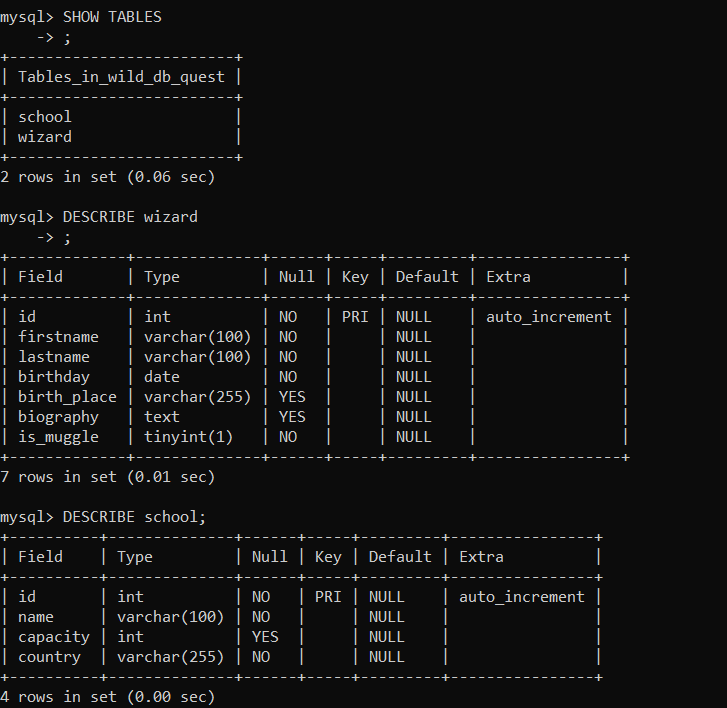 mysql> SHOW TABLES
    -> ;
+-------------------------+
| Tables_in_wild_db_quest |
+-------------------------+
| school                  |
| wizard                  |
+-------------------------+
2 rows in set (0.06 sec)

mysql> DESCRIBE wizard
    -> ;
+-------------+--------------+------+-----+---------+----------------+
| Field       | Type         | Null | Key | Default | Extra          |
+-------------+--------------+------+-----+---------+----------------+
| id          | int          | NO   | PRI | NULL    | auto_increment |
| firstname   | varchar(100) | NO   |     | NULL    |                |
| lastname    | varchar(100) | NO   |     | NULL    |                |
| birthday    | date         | NO   |     | NULL    |                |
| birth_place | varchar(255) | YES  |     | NULL    |                |
| biography   | text         | YES  |     | NULL    |                |
| is_muggle   | tinyint(1)   | NO   |     | NULL    |                |
+-------------+--------------+------+-----+---------+----------------+
7 rows in set (0.01 sec)

mysql> DESCRIBE school;
+----------+--------------+------+-----+---------+----------------+
| Field    | Type         | Null | Key | Default | Extra          |
+----------+--------------+------+-----+---------+----------------+
| id       | int          | NO   | PRI | NULL    | auto_increment |
| name     | varchar(100) | NO   |     | NULL    |                |
| capacity | int          | YES  |     | NULL    |                |
| country  | varchar(255) | NO   |     | NULL    |                |
+----------+--------------+------+-----+---------+----------------+
4 rows in set (0.00 sec)